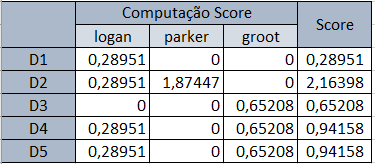 Computação Score Score
logan parker groot
D1 0,28951 0 0 0,28951
D2 0,28951 1,87447 0 2,16398
D3 0 0 0,65208 0,65208
D4 0,28951 0 0,65208 0,94158
D5 0,28951 0 0,65208 0,94158